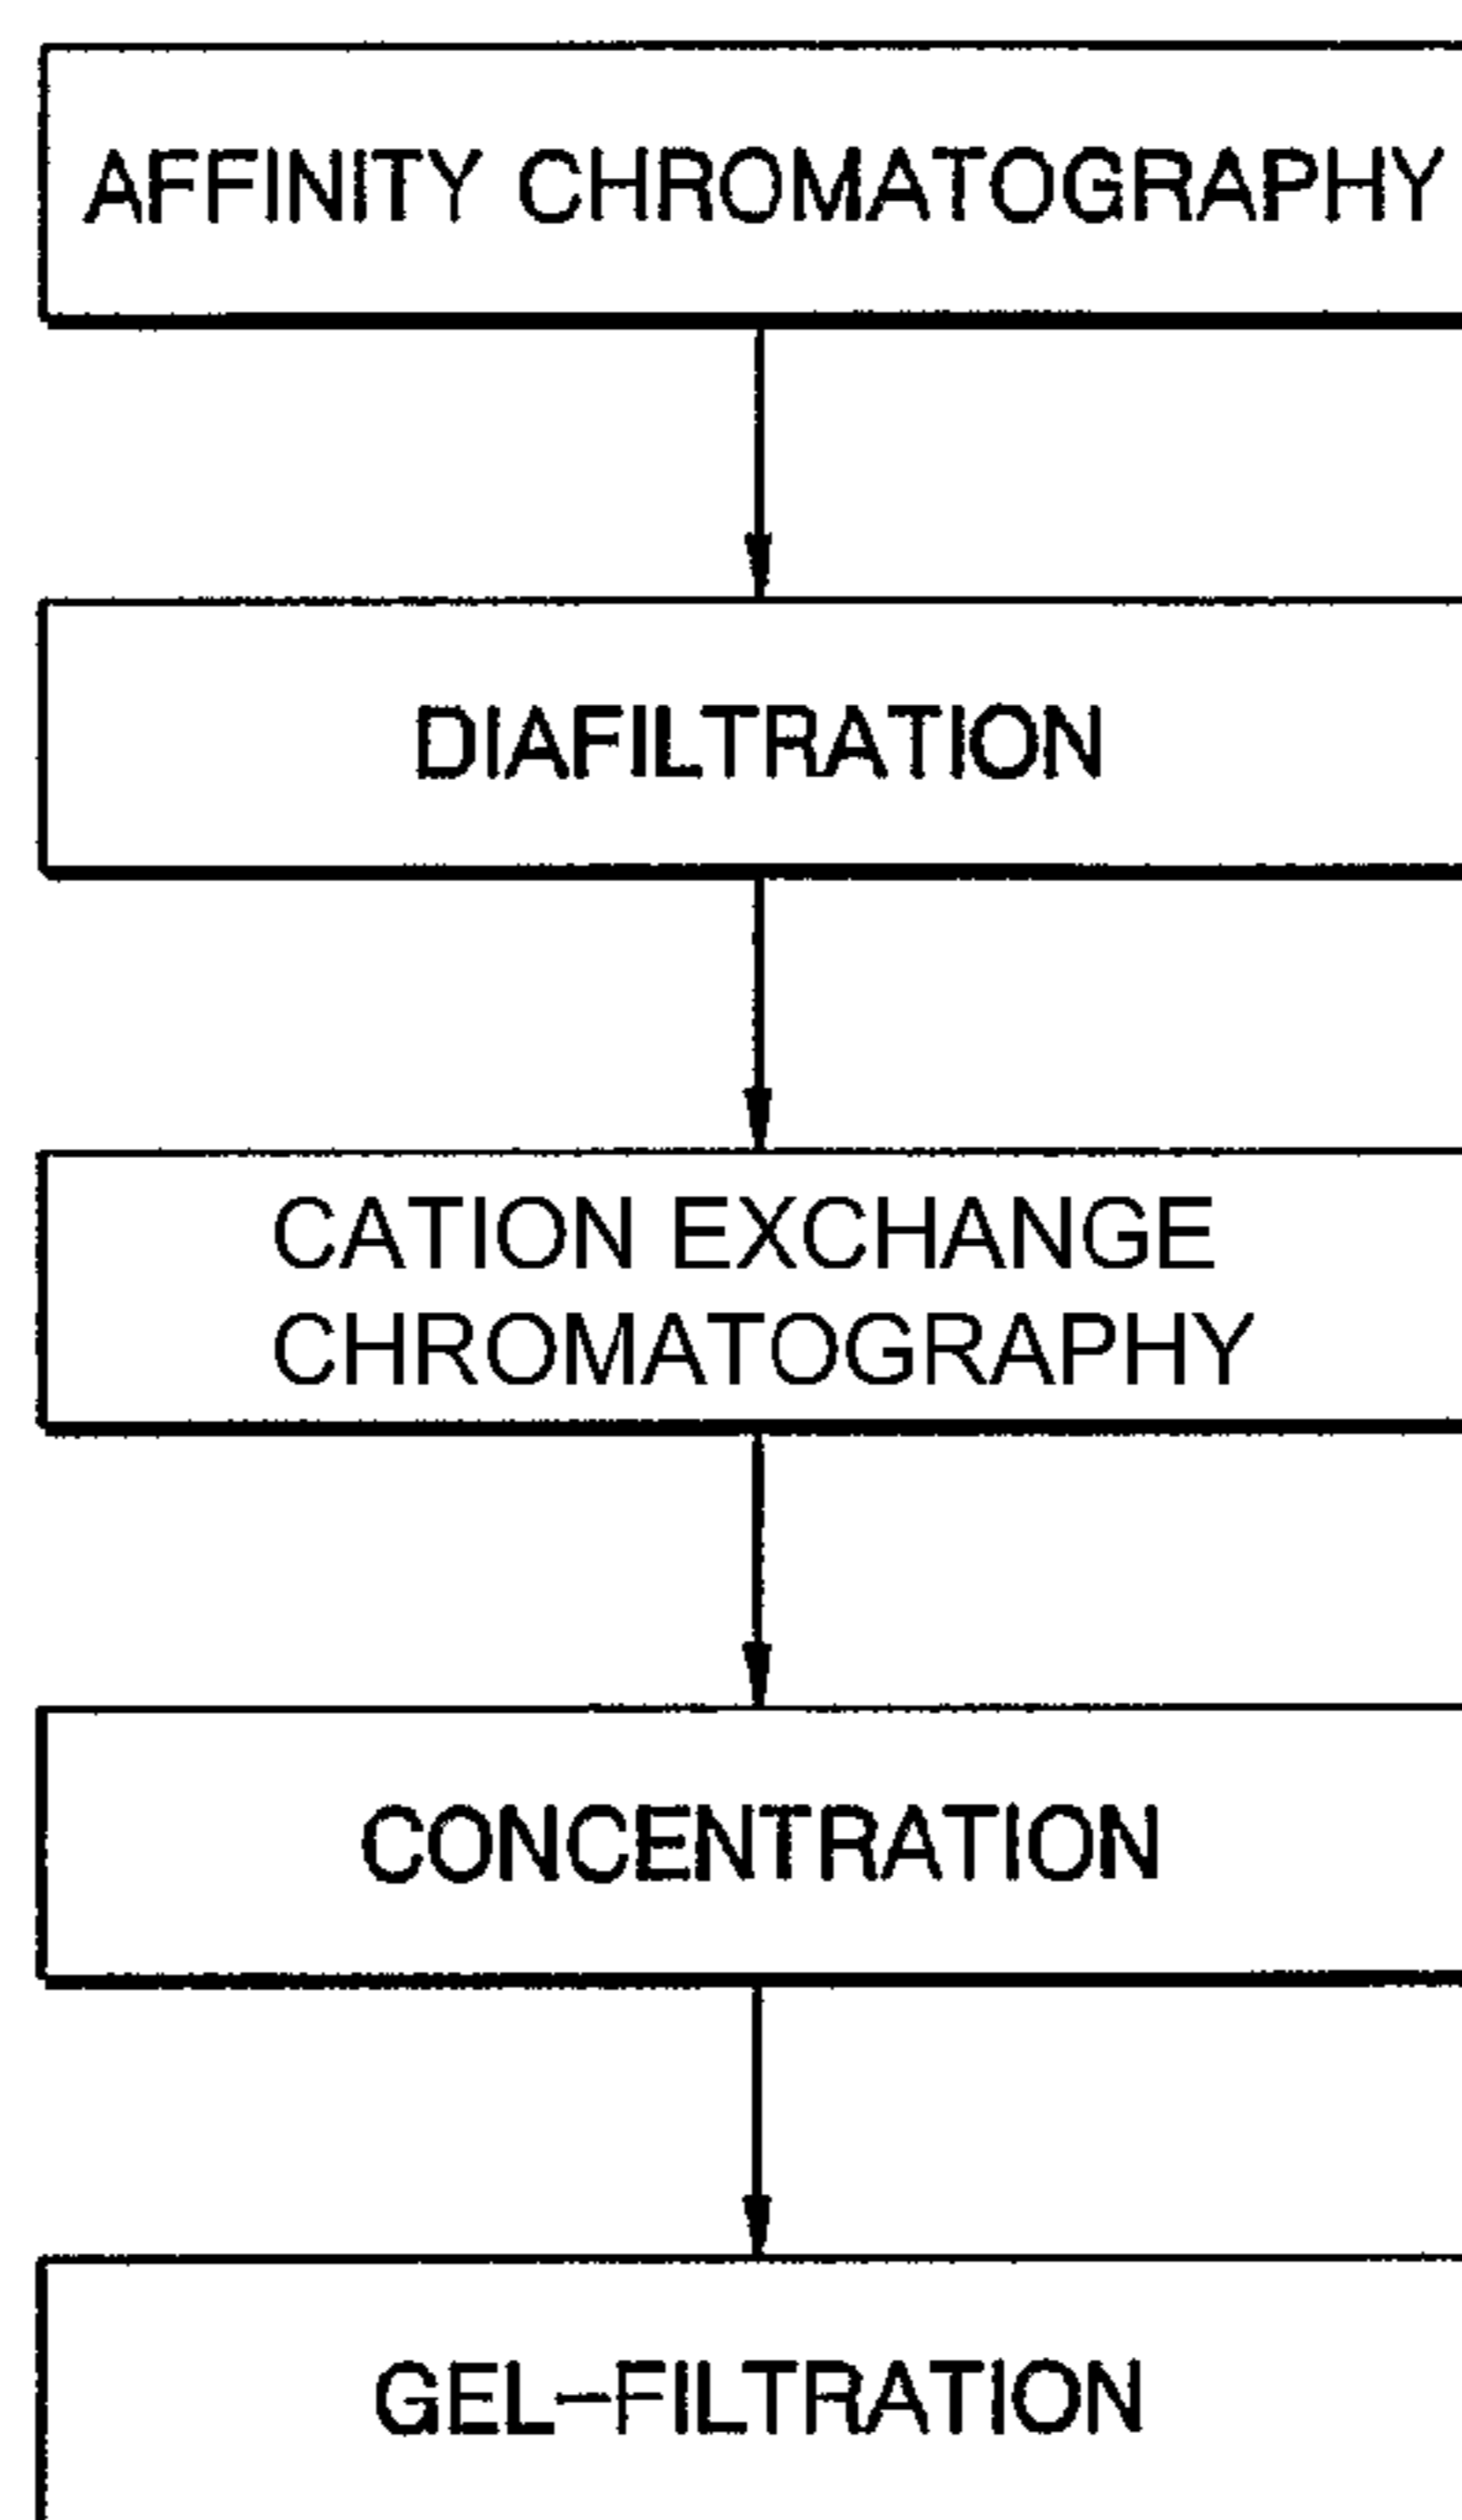 AFFINITY CHROMATOGRAPHY
DIAFILTRATION
CATION EXCHANGE
CHROMATOGRAPHY
CONCENTRATION
GEL-FILTRATION